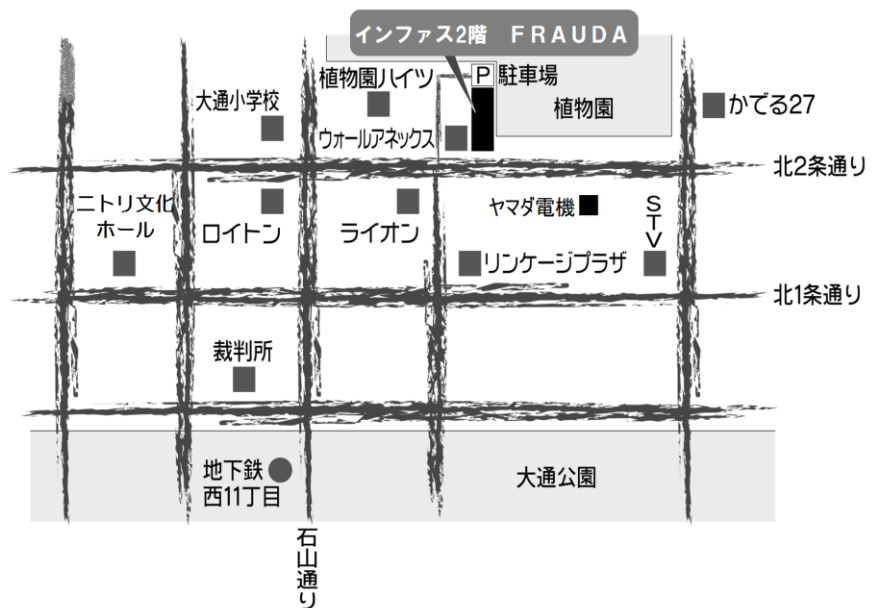 インファス2階 FRAUDA
P 駐車場
植物園ハイツ
大通小学校
植物園
かでる27
ウォールアネックス
北2条通り
ニトリ文化
ホール
ロイトン
ライオン
ヤマダ電機
STV
リンケージプラザ
北1条通り
裁判所
地下鉄
西11丁目
大通公園
石山通り